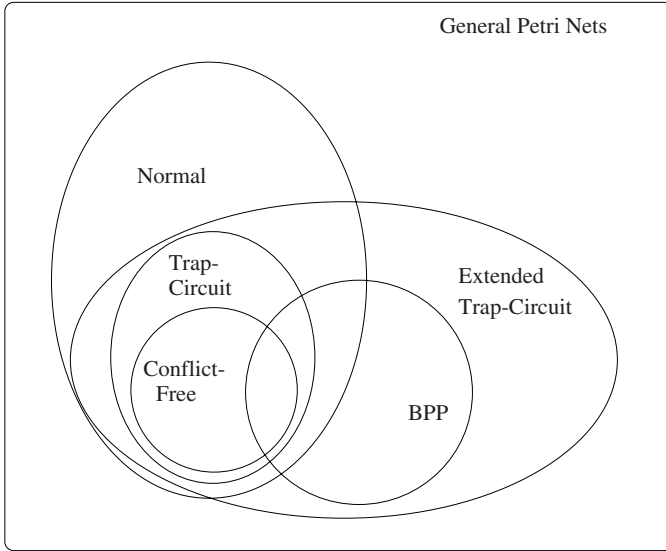 General Petri Nets
Normal
Trap-
Circuit
Extended
Trap-Circuit
Conflict-
Free
BPP